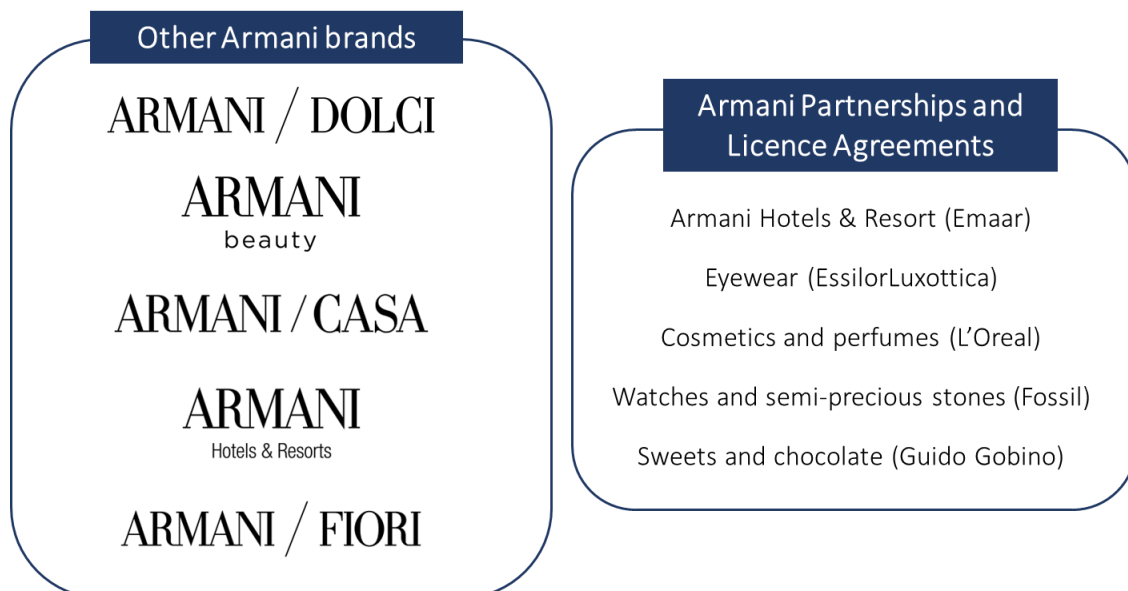 Other Armani brands
ARMANI / DOLCI
ARMANI
beauty
ARMANI / CASA
ARMANI
Hotels & Resorts
ARMANI / FIORI
Armani Partnerships and
Licence Agreements
Armani Hotels & Resort (Emaar)
Eyewear (EssilorLuxottica)
Cosmetics and perfumes (L’Oreal)
Watches and semi-precious stones (Fossil)
Sweets and chocolate (Guido Gobino)